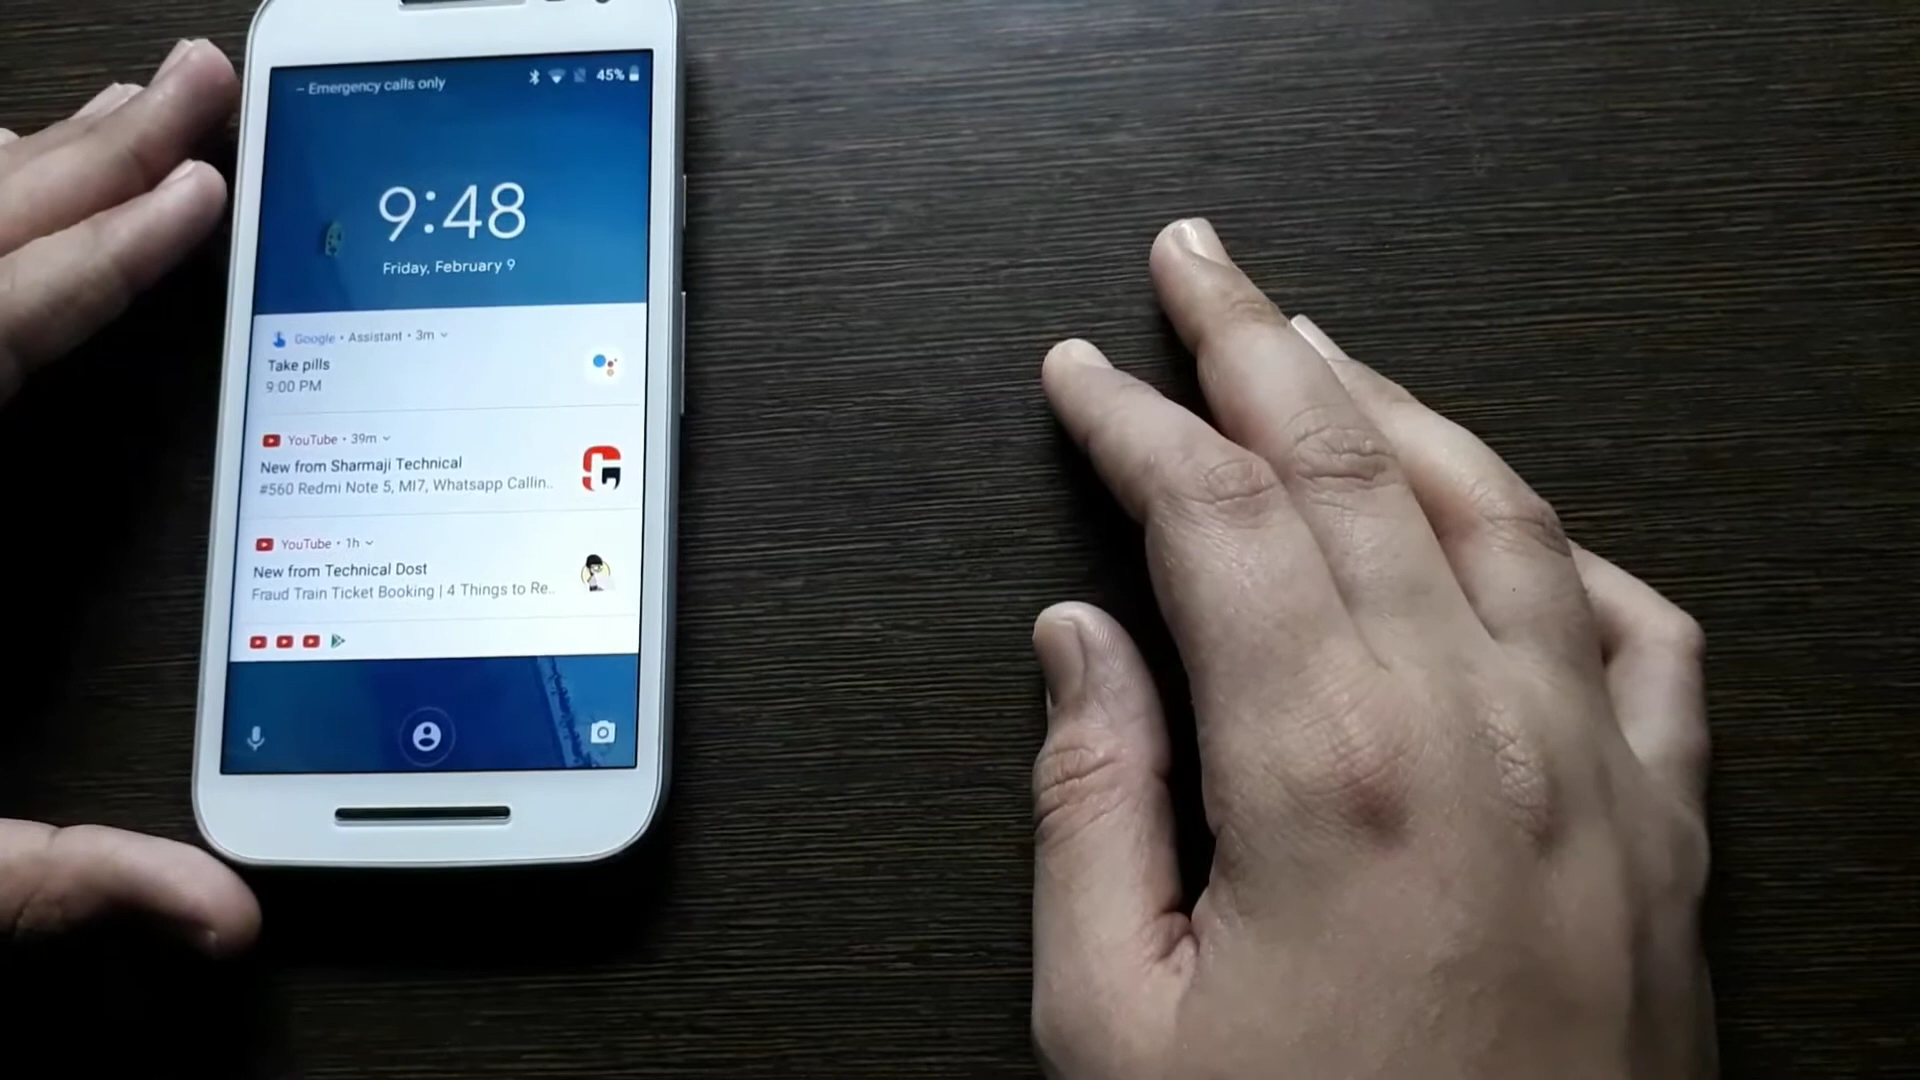 – Emergency calls only
45%
9:48
Friday, February 9
Google • Assistant • 3m
Take pills
9:00 PM
YouTube • 39m
New from Sharmaji Technical
#560 Redmi Note 5, MI7, Whatsapp Callin..
YouTube • 1h
New from Technical Dost
Fraud Train Ticket Booking | 4 Things to Re..